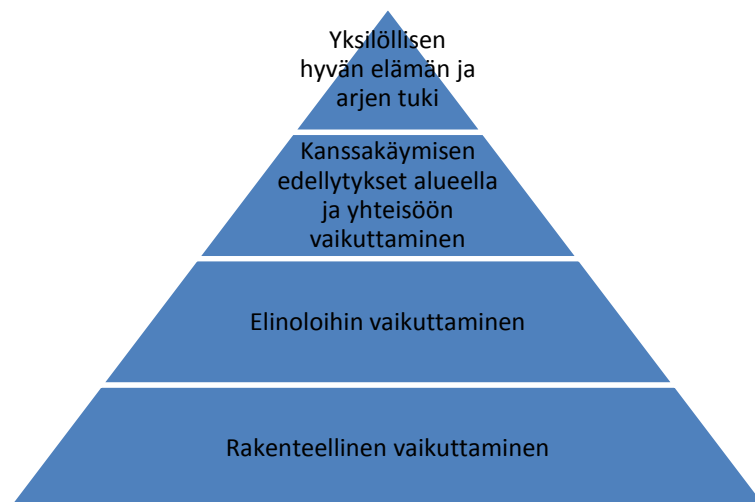 Yksilöllisen
hyvän elämän ja
arjen tuki
Kanssakäymisen
edellytykset alueella
ja yhteisöön
vaikuttaminen
Elinoloihin vaikuttaminen
Rakenteellinen vaikuttaminen